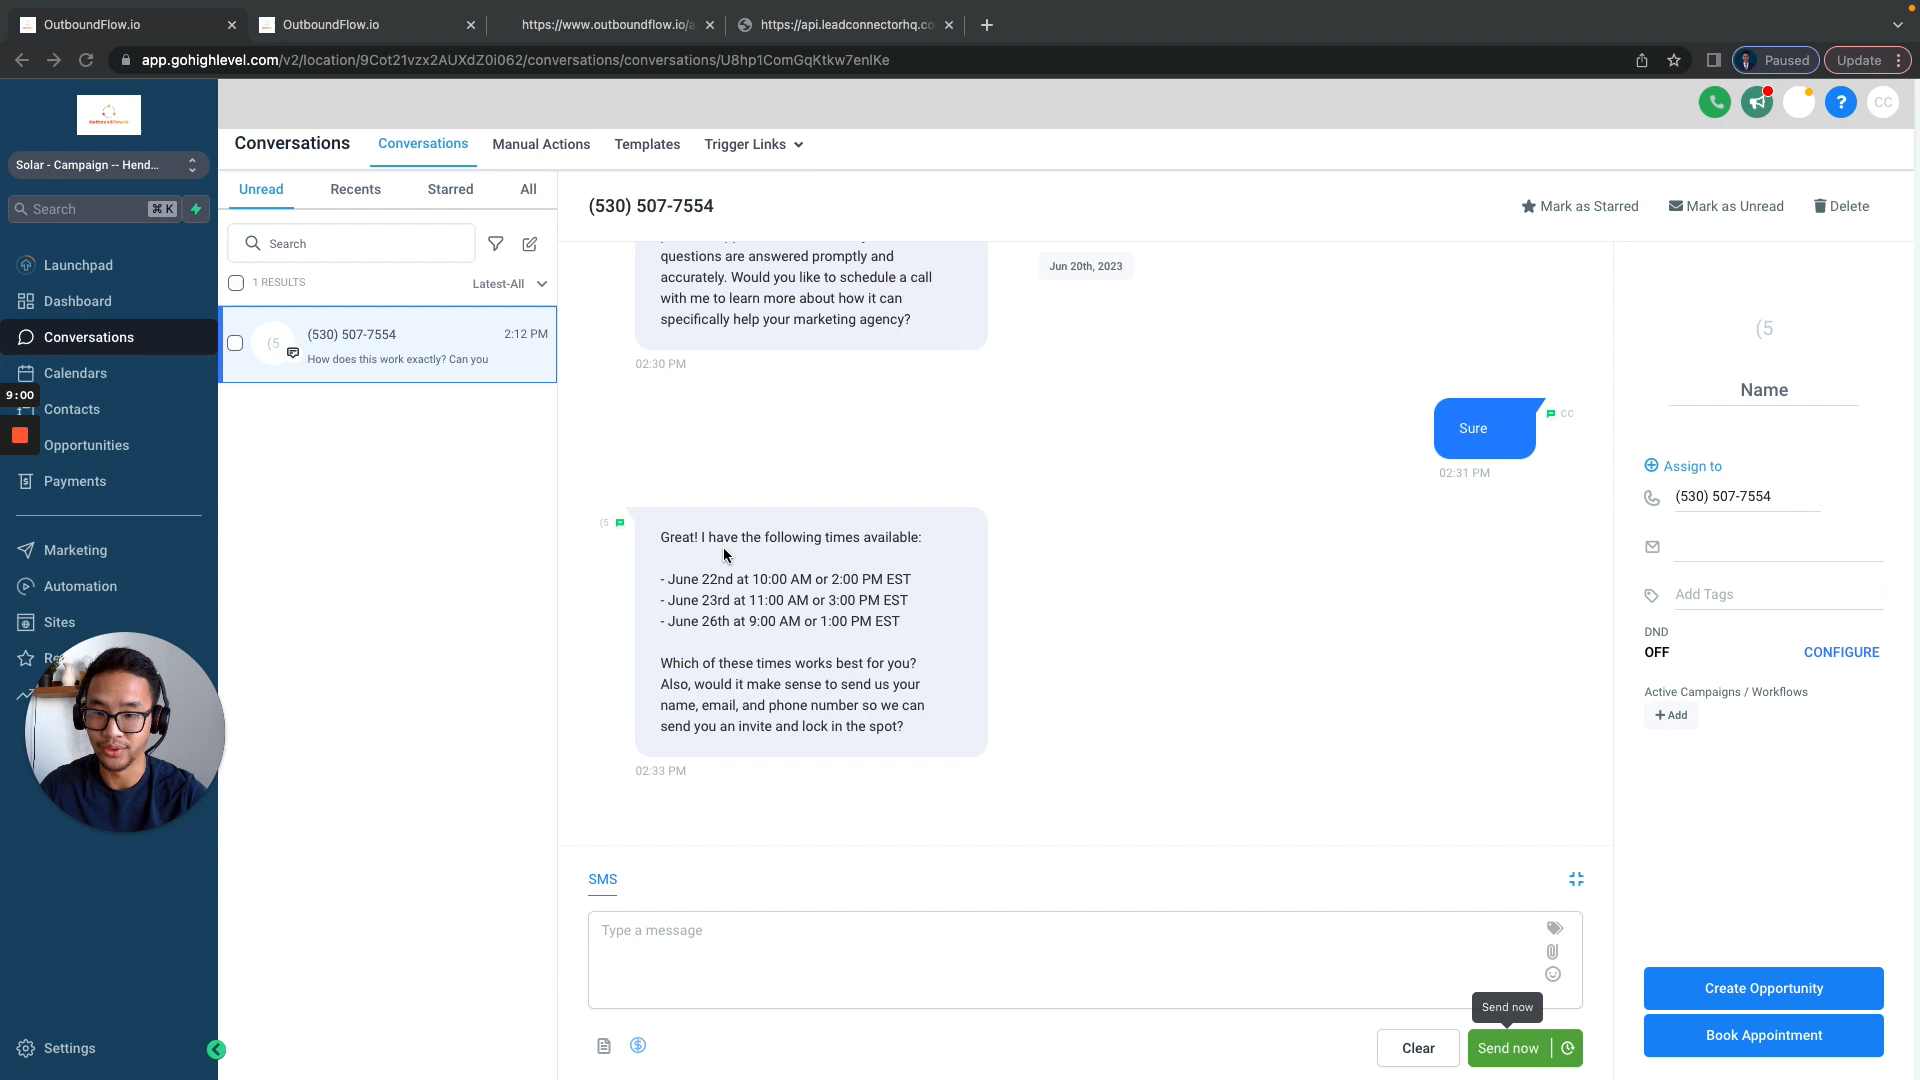 OutboundFlow.io
OutboundFlow.io
https://www.outboundflow.io/a
https://api.leadconnectorhq.co
app.gohighlevel.com/v2/location/9Cot21vzx2AUXdZ0i062/conversations/conversations/U8hp1ComGqKtkw7enlKe
Paused
Update
OutboundFlow.io
CC
Solar - Campaign -- Hend...
Search
⌘ K
Launchpad
Dashboard
Conversations
Calendars
9:00
Contacts
Opportunities
Payments
Marketing
Automation
Sites
Re
Settings
Conversations
Conversations
Manual Actions
Templates
Trigger Links
Unread
Recents
Starred
All
Search
1 RESULTS
Latest-All
(5
(530) 507-7554
2:12 PM
How does this work exactly? Can you
(530) 507-7554
Mark as Starred
Mark as Unread
Delete
questions are answered promptly and
accurately. Would you like to schedule a call
with me to learn more about how it can
specifically help your marketing agency?
Jun 20th, 2023
02:30 PM
Sure
CC
02:31 PM
(5
Great! I have the following times available:
- June 22nd at 10:00 AM or 2:00 PM EST
- June 23rd at 11:00 AM or 3:00 PM EST
- June 26th at 9:00 AM or 1:00 PM EST
Which of these times works best for you?
Also, would it make sense to send us your
name, email, and phone number so we can
send you an invite and lock in the spot?
02:33 PM
SMS
Type a message
Send now
Clear
Send now
(5
Name
Assign to
(530) 507-7554
Add Tags
DND
OFF
CONFIGURE
Active Campaigns / Workflows
+ Add
Create Opportunity
Book Appointment